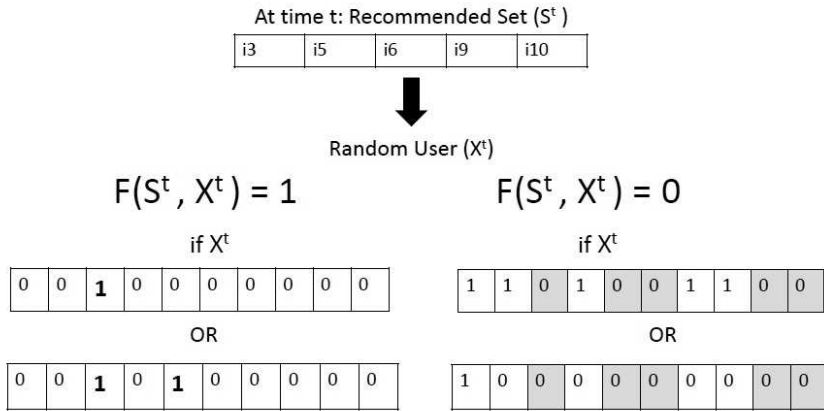 At time t: Recommended Set (Sᵗ )
i3 i5 i6 i9 i10
Random User (Xᵗ)
F(Sᵗ , Xᵗ ) = 1 F(Sᵗ , Xᵗ ) = 0
if Xᵗ if Xᵗ
0 0 1 0 0 0 0 0 0 0 1 1 0 1 0 0 1 1 0 0
OR OR
0 0 1 0 1 0 0 0 0 0 1 0 0 0 0 0 0 0 0 0